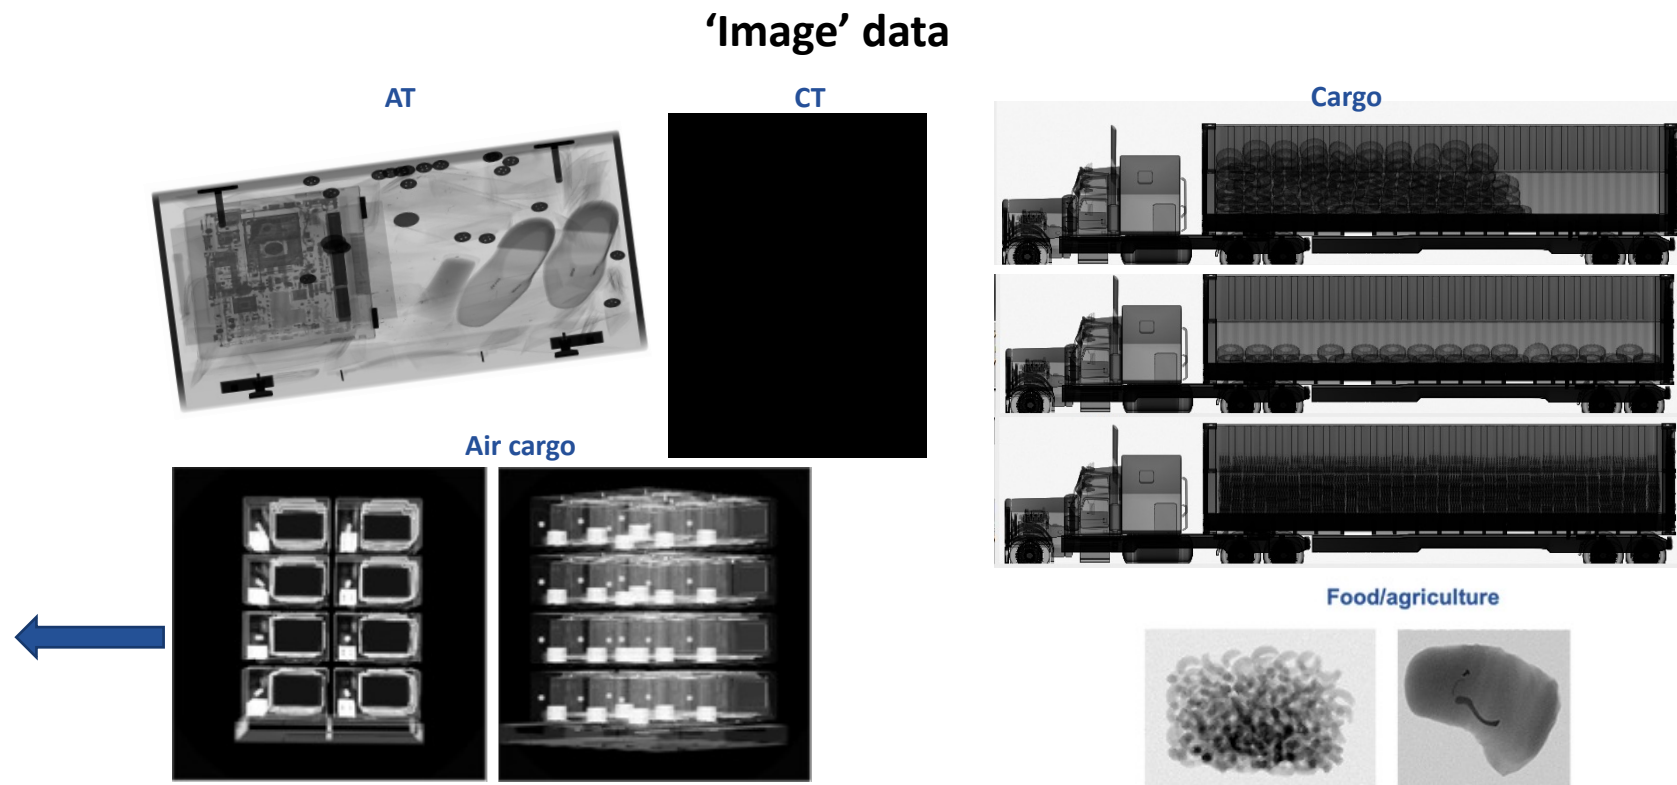 ‘Image’ data
AT
CT
Cargo
Air cargo
Food/agriculture